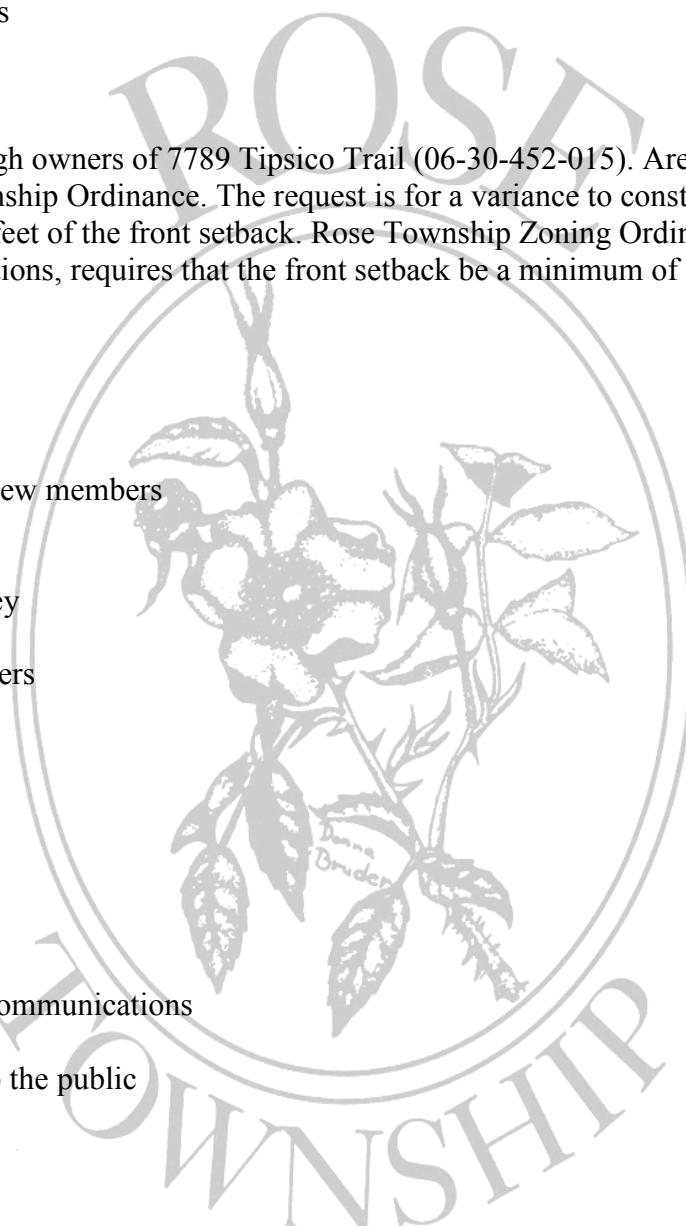 s
gh owners of 7789 Tipsico Trail (06-30-452-015). Are
nship Ordinance. The request is for a variance to const
feet of the front setback. Rose Township Zoning Ordin
tions, requires that the front setback be a minimum of
ew members
ey
ers
ommunications
the public
ROSE
Donna
Bruder
TOWNSHIP